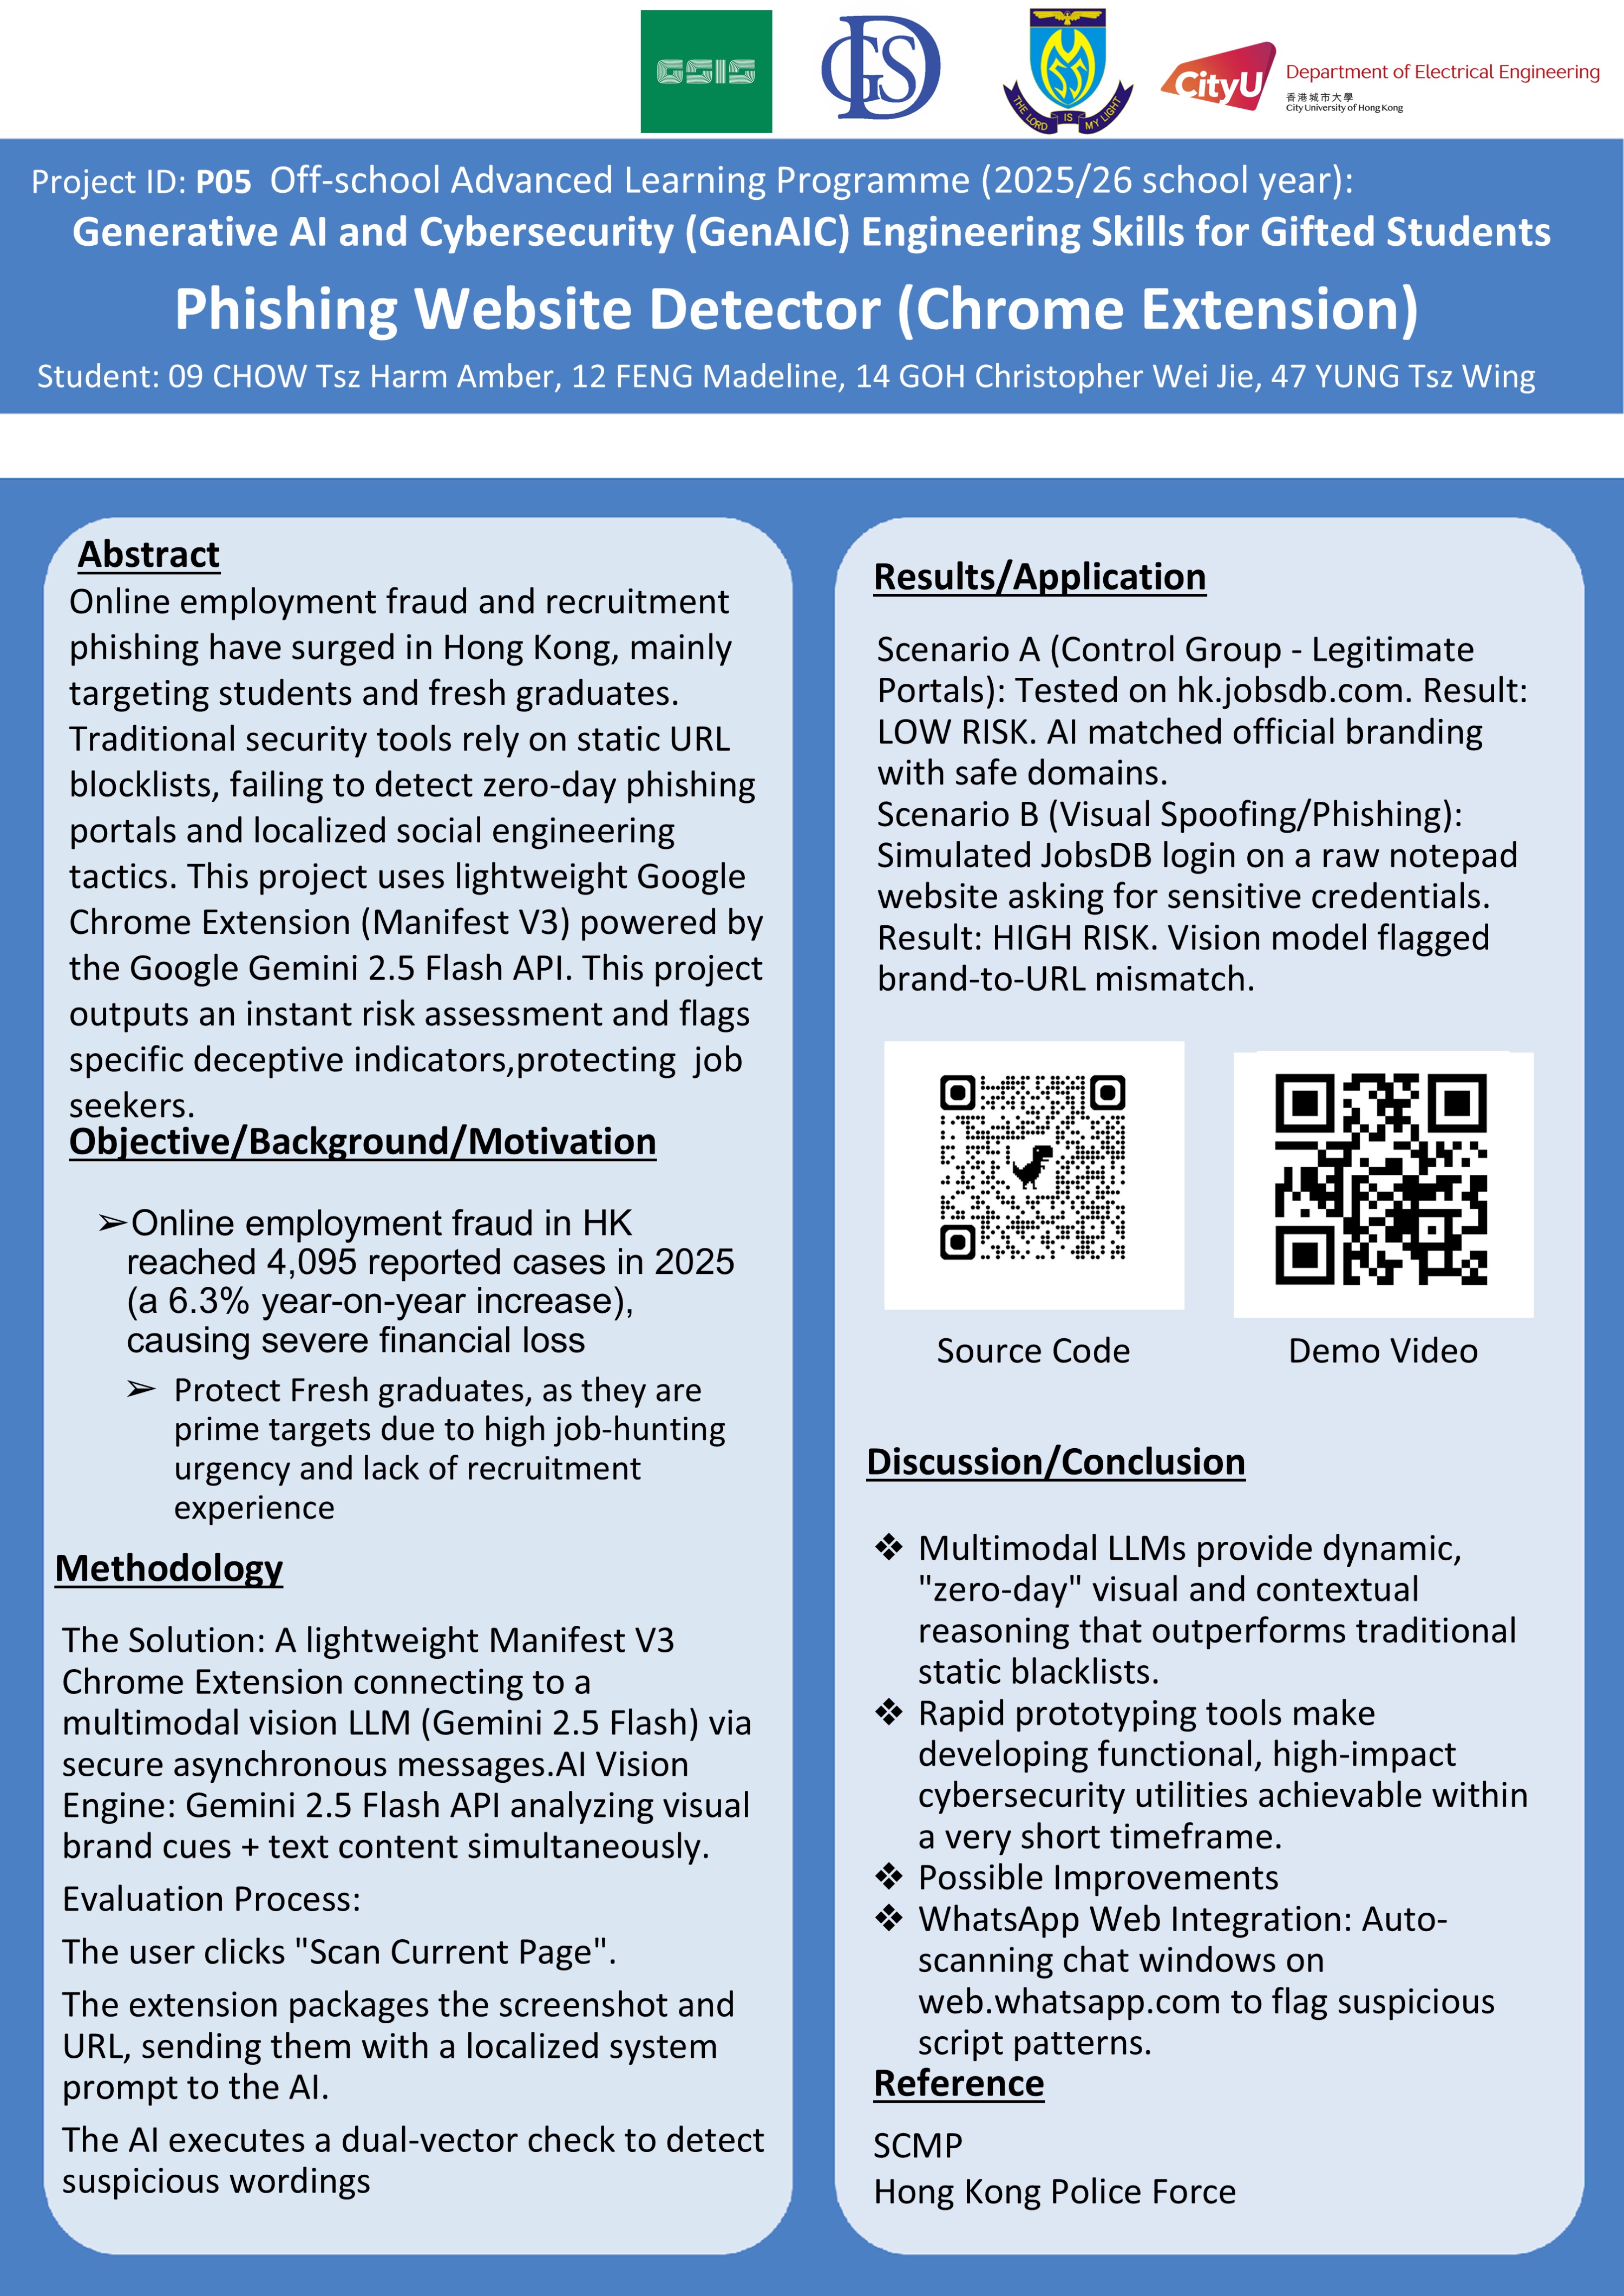 GSIS
DGS
THE LORD IS MY LIGHT
CityU
Department of Electrical Engineering
香港城市大學
City University of Hong Kong
Project ID: P05 Off-school Advanced Learning Programme (2025/26 school year):
Generative AI and Cybersecurity (GenAIC) Engineering Skills for Gifted Students
Phishing Website Detector (Chrome Extension)
Student: 09 CHOW Tsz Harm Amber, 12 FENG Madeline, 14 GOH Christopher Wei Jie, 47 YUNG Tsz Wing
Abstract
Online employment fraud and recruitment
phishing have surged in Hong Kong, mainly
targeting students and fresh graduates.
Traditional security tools rely on static URL
blocklists, failing to detect zero-day phishing
portals and localized social engineering
tactics. This project uses lightweight Google
Chrome Extension (Manifest V3) powered by
the Google Gemini 2.5 Flash API. This project
outputs an instant risk assessment and flags
specific deceptive indicators,protecting  job
seekers.
Objective/Background/Motivation
➢Online employment fraud in HK
reached 4,095 reported cases in 2025
(a 6.3% year-on-year increase),
causing severe financial loss
➢ Protect Fresh graduates, as they are
prime targets due to high job-hunting
urgency and lack of recruitment
experience
Methodology
The Solution: A lightweight Manifest V3
Chrome Extension connecting to a
multimodal vision LLM (Gemini 2.5 Flash) via
secure asynchronous messages.AI Vision
Engine: Gemini 2.5 Flash API analyzing visual
brand cues + text content simultaneously.
Evaluation Process:
The user clicks "Scan Current Page".
The extension packages the screenshot and
URL, sending them with a localized system
prompt to the AI.
The AI executes a dual-vector check to detect
suspicious wordings
Results/Application
Scenario A (Control Group - Legitimate
Portals): Tested on hk.jobsdb.com. Result:
LOW RISK. AI matched official branding
with safe domains.
Scenario B (Visual Spoofing/Phishing):
Simulated JobsDB login on a raw notepad
website asking for sensitive credentials.
Result: HIGH RISK. Vision model flagged
brand-to-URL mismatch.
Source Code
Demo Video
Discussion/Conclusion
❖ Multimodal LLMs provide dynamic,
"zero-day" visual and contextual
reasoning that outperforms traditional
static blacklists.
❖ Rapid prototyping tools make
developing functional, high-impact
cybersecurity utilities achievable within
a very short timeframe.
❖ Possible Improvements
❖ WhatsApp Web Integration: Auto-
scanning chat windows on
web.whatsapp.com to flag suspicious
script patterns.
Reference
SCMP
Hong Kong Police Force